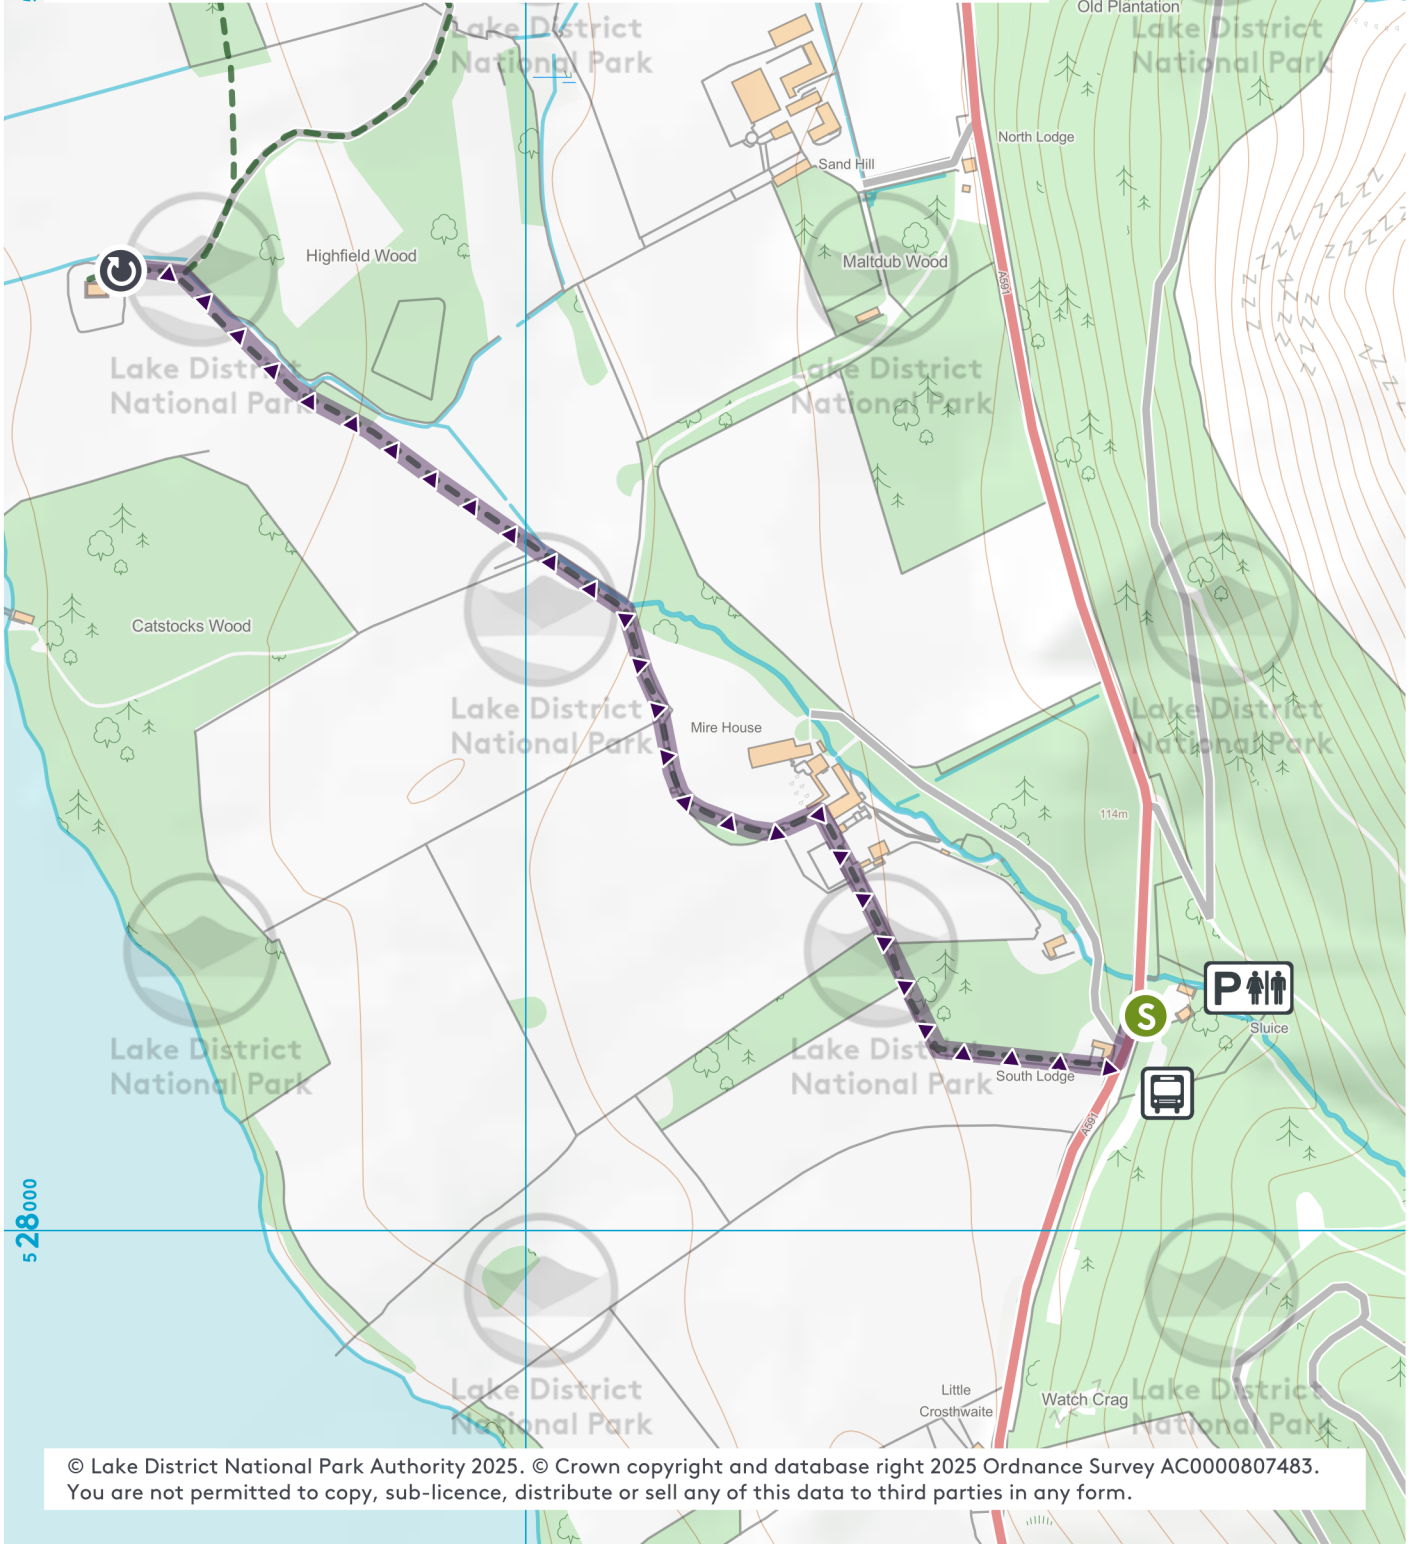 Old Plantation
Lake District
National Park
Lake District
National Park
North Lodge
Sand Hill
Highfield Wood
Maltdub Wood
A591
Lake District
National Park
Lake District
National Park
Catstocks Wood
Lake District
National Park
Mire House
Lake District
National Park
114m
P
S
Sluice
Lake District
National Park
Lake District
National Park
South Lodge
A591
5 28 000
Little
Crosthwaite
Watch Crag
Lake District
National Park
Lake District
National Park
© Lake District National Park Authority 2025. © Crown copyright and database right 2025 Ordnance Survey AC0000807483.
You are not permitted to copy, sub-licence, distribute or sell any of this data to third parties in any form.